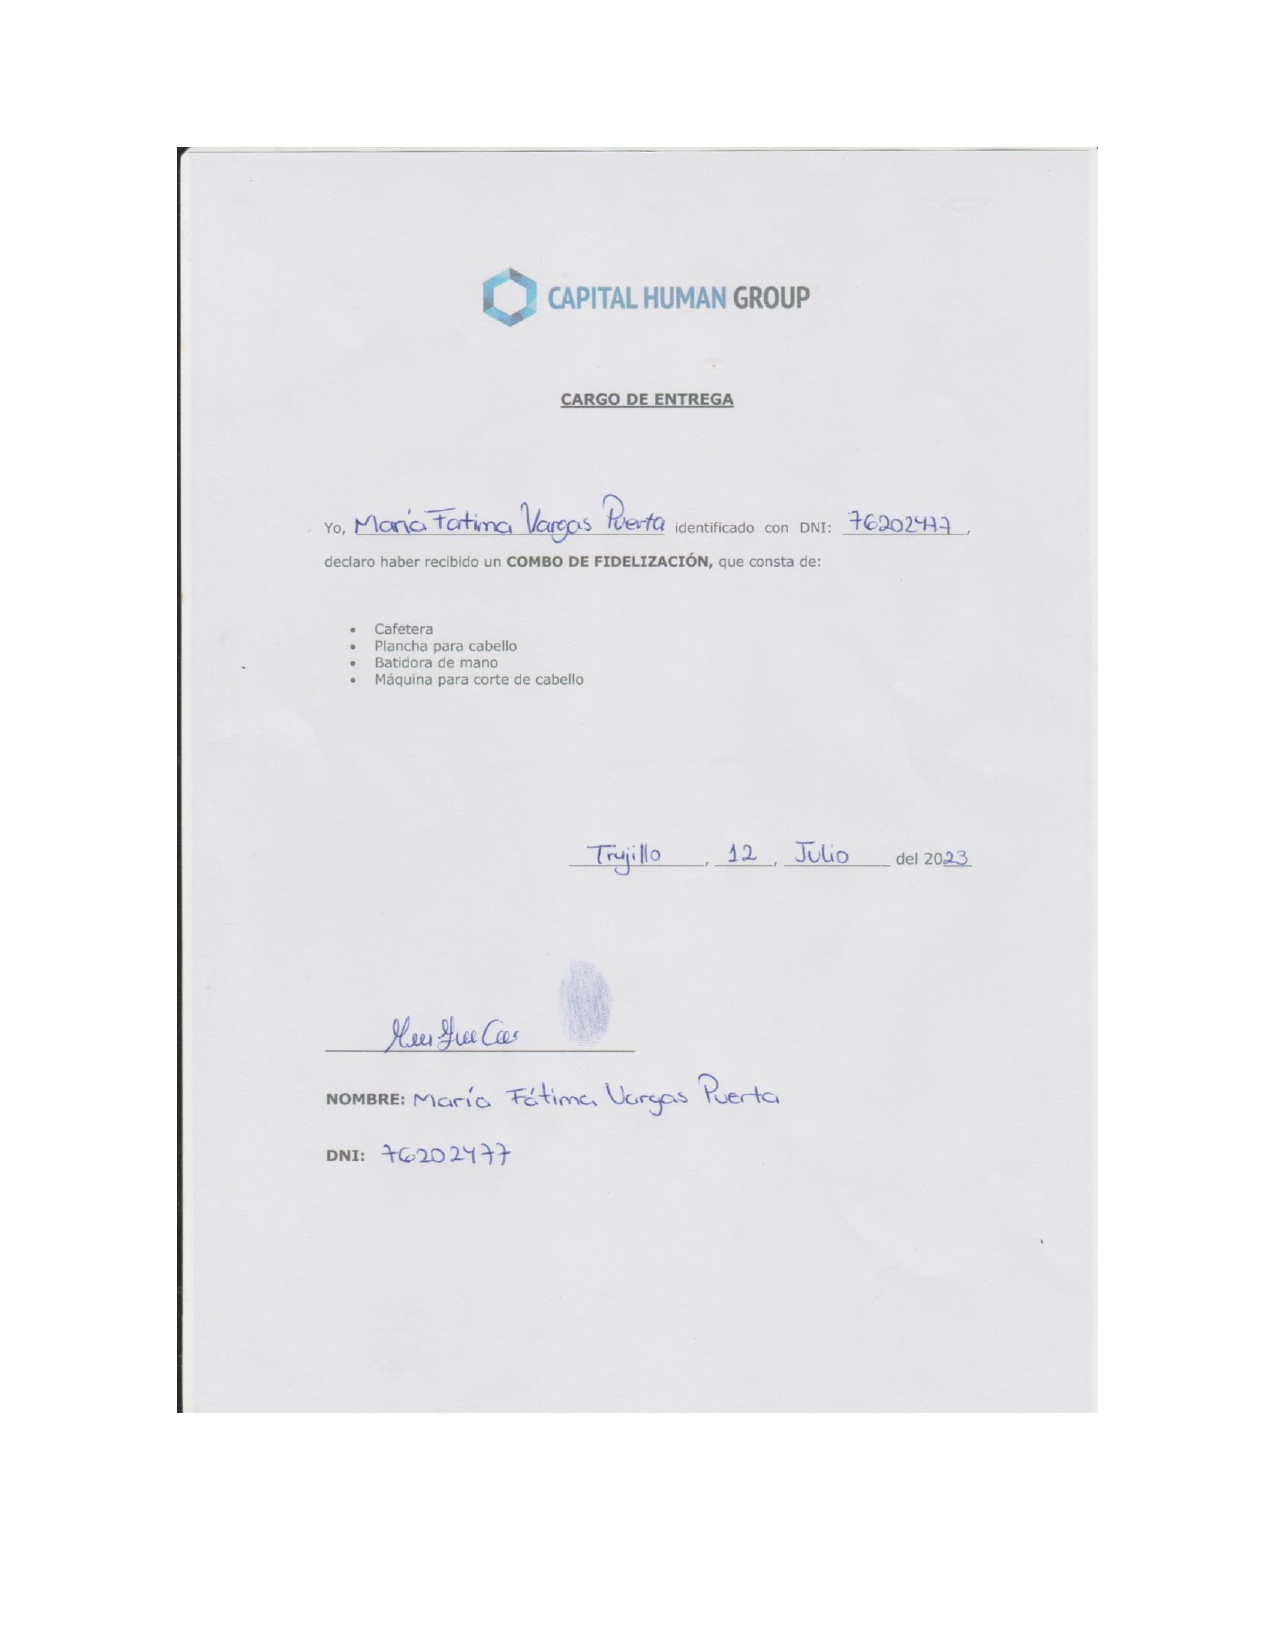 CAPITAL HUMAN GROUP
CARGO DE ENTREGA
Yo, María Fatima Vargas Puerta identificado con DNI: 76202477,
declaro haber recibido un COMBO DE FIDELIZACIÓN, que consta de:
• Cafetera
• Plancha para cabello
• Batidora de mano
• Máquina para corte de cabello
Trujillo, 12, Julio del 2023
NOMBRE: María Fátima Vargas Puerta
DNI: 76202477